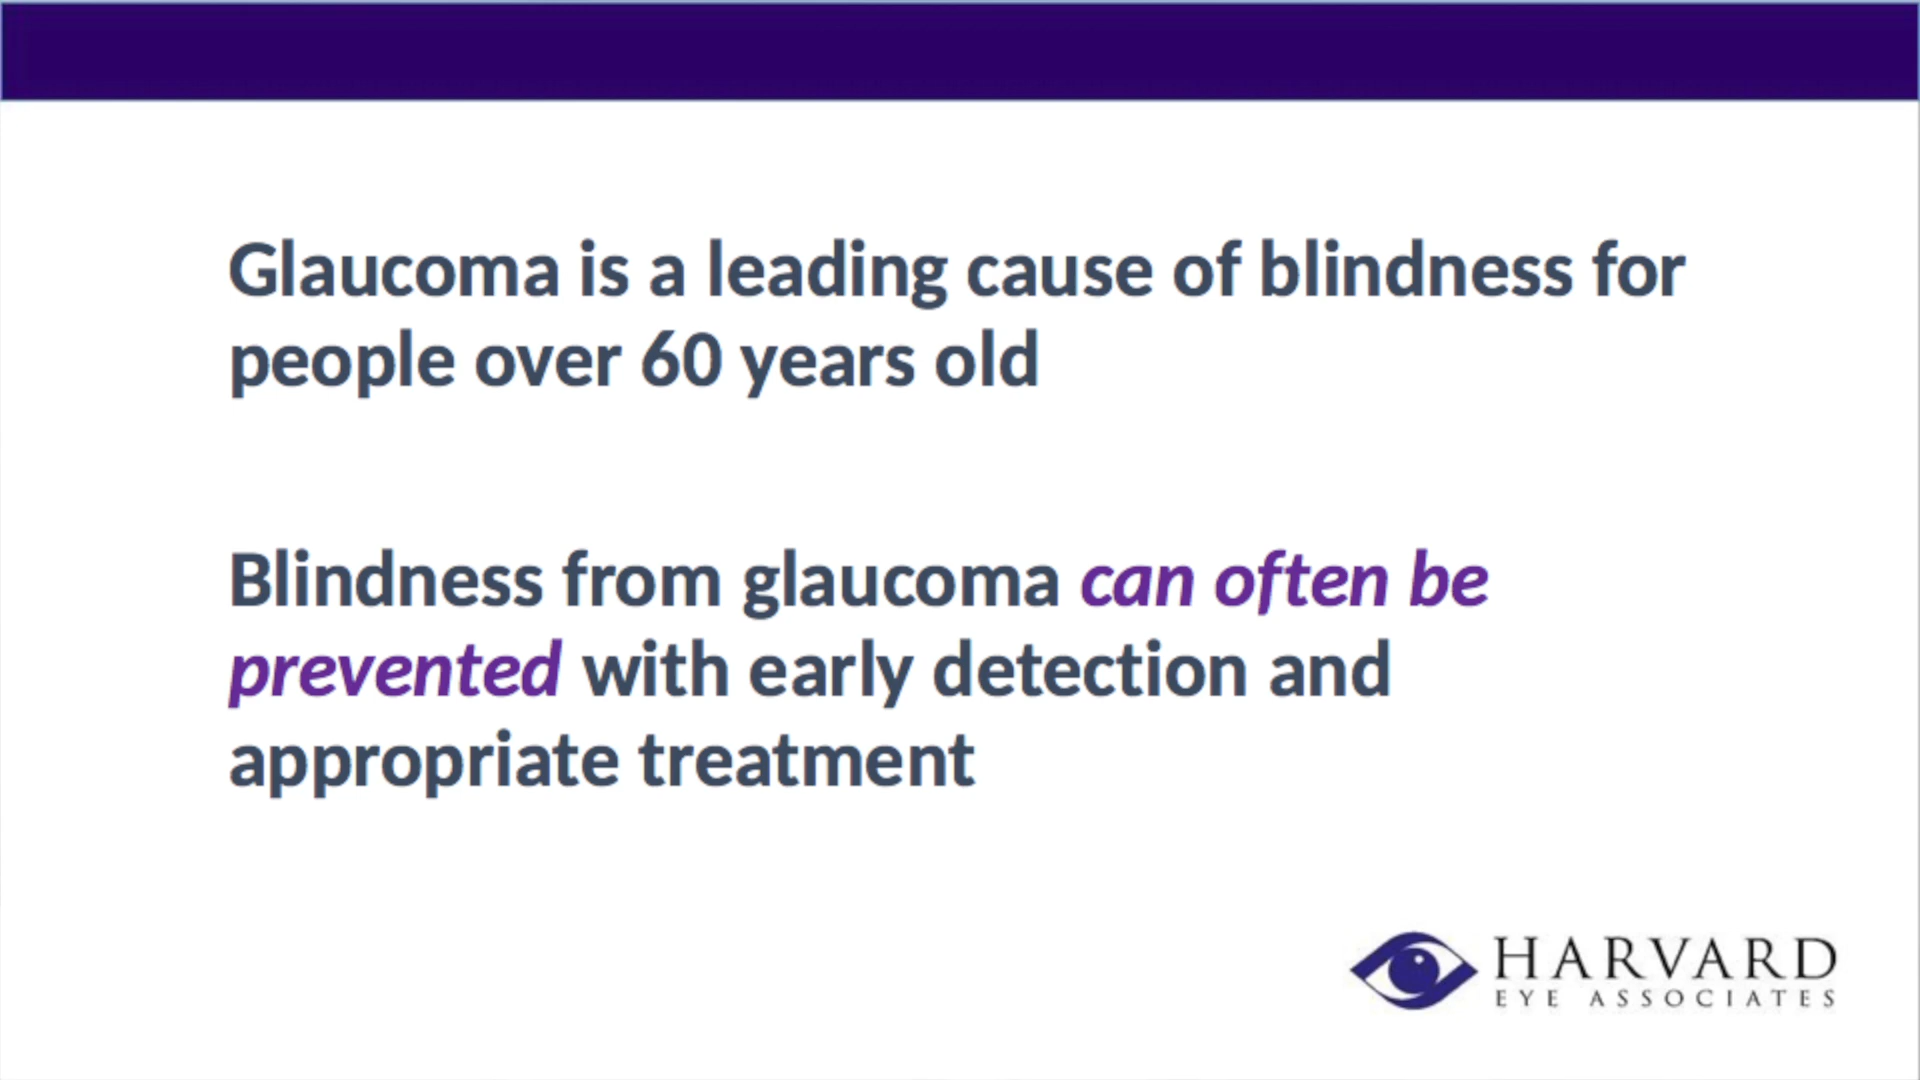 Glaucoma is a leading cause of blindness for
people over 60 years old
Blindness from glaucoma can often be
prevented with early detection and
appropriate treatment
HARVARD
EYE ASSOCIATES